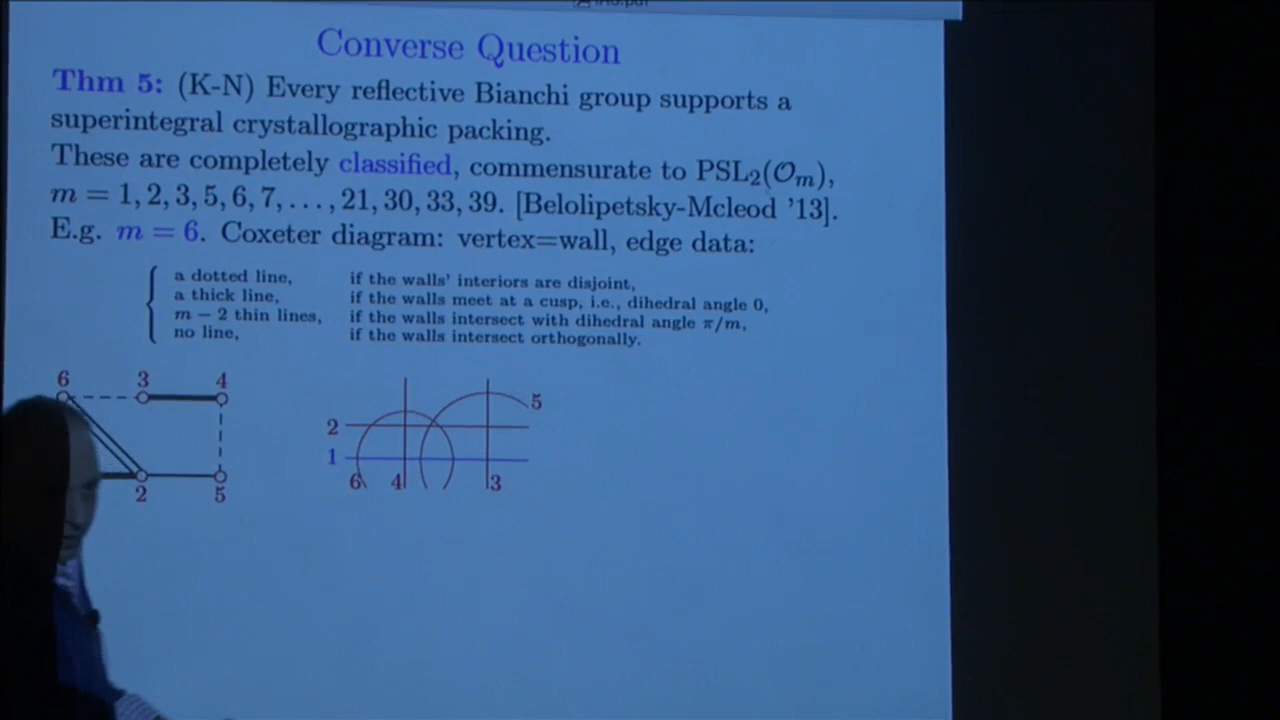 Converse Question
Thm 5: (K-N) Every reflective Bianchi group supports a
superintegral crystallographic packing.
These are completely classified, commensurate to PSL₂(𝒪ₘ),
m = 1, 2, 3, 5, 6, 7, . . . , 21, 30, 33, 39. [Belolipetsky-Mcleod '13].
E.g. m = 6. Coxeter diagram: vertex=wall, edge data:
a dotted line, if the walls' interiors are disjoint,
a thick line, if the walls meet at a cusp, i.e., dihedral angle 0,
m − 2 thin lines, if the walls intersect with dihedral angle π/m,
no line, if the walls intersect orthogonally.
6 3 4
2 5
5
2
1
6 4 3